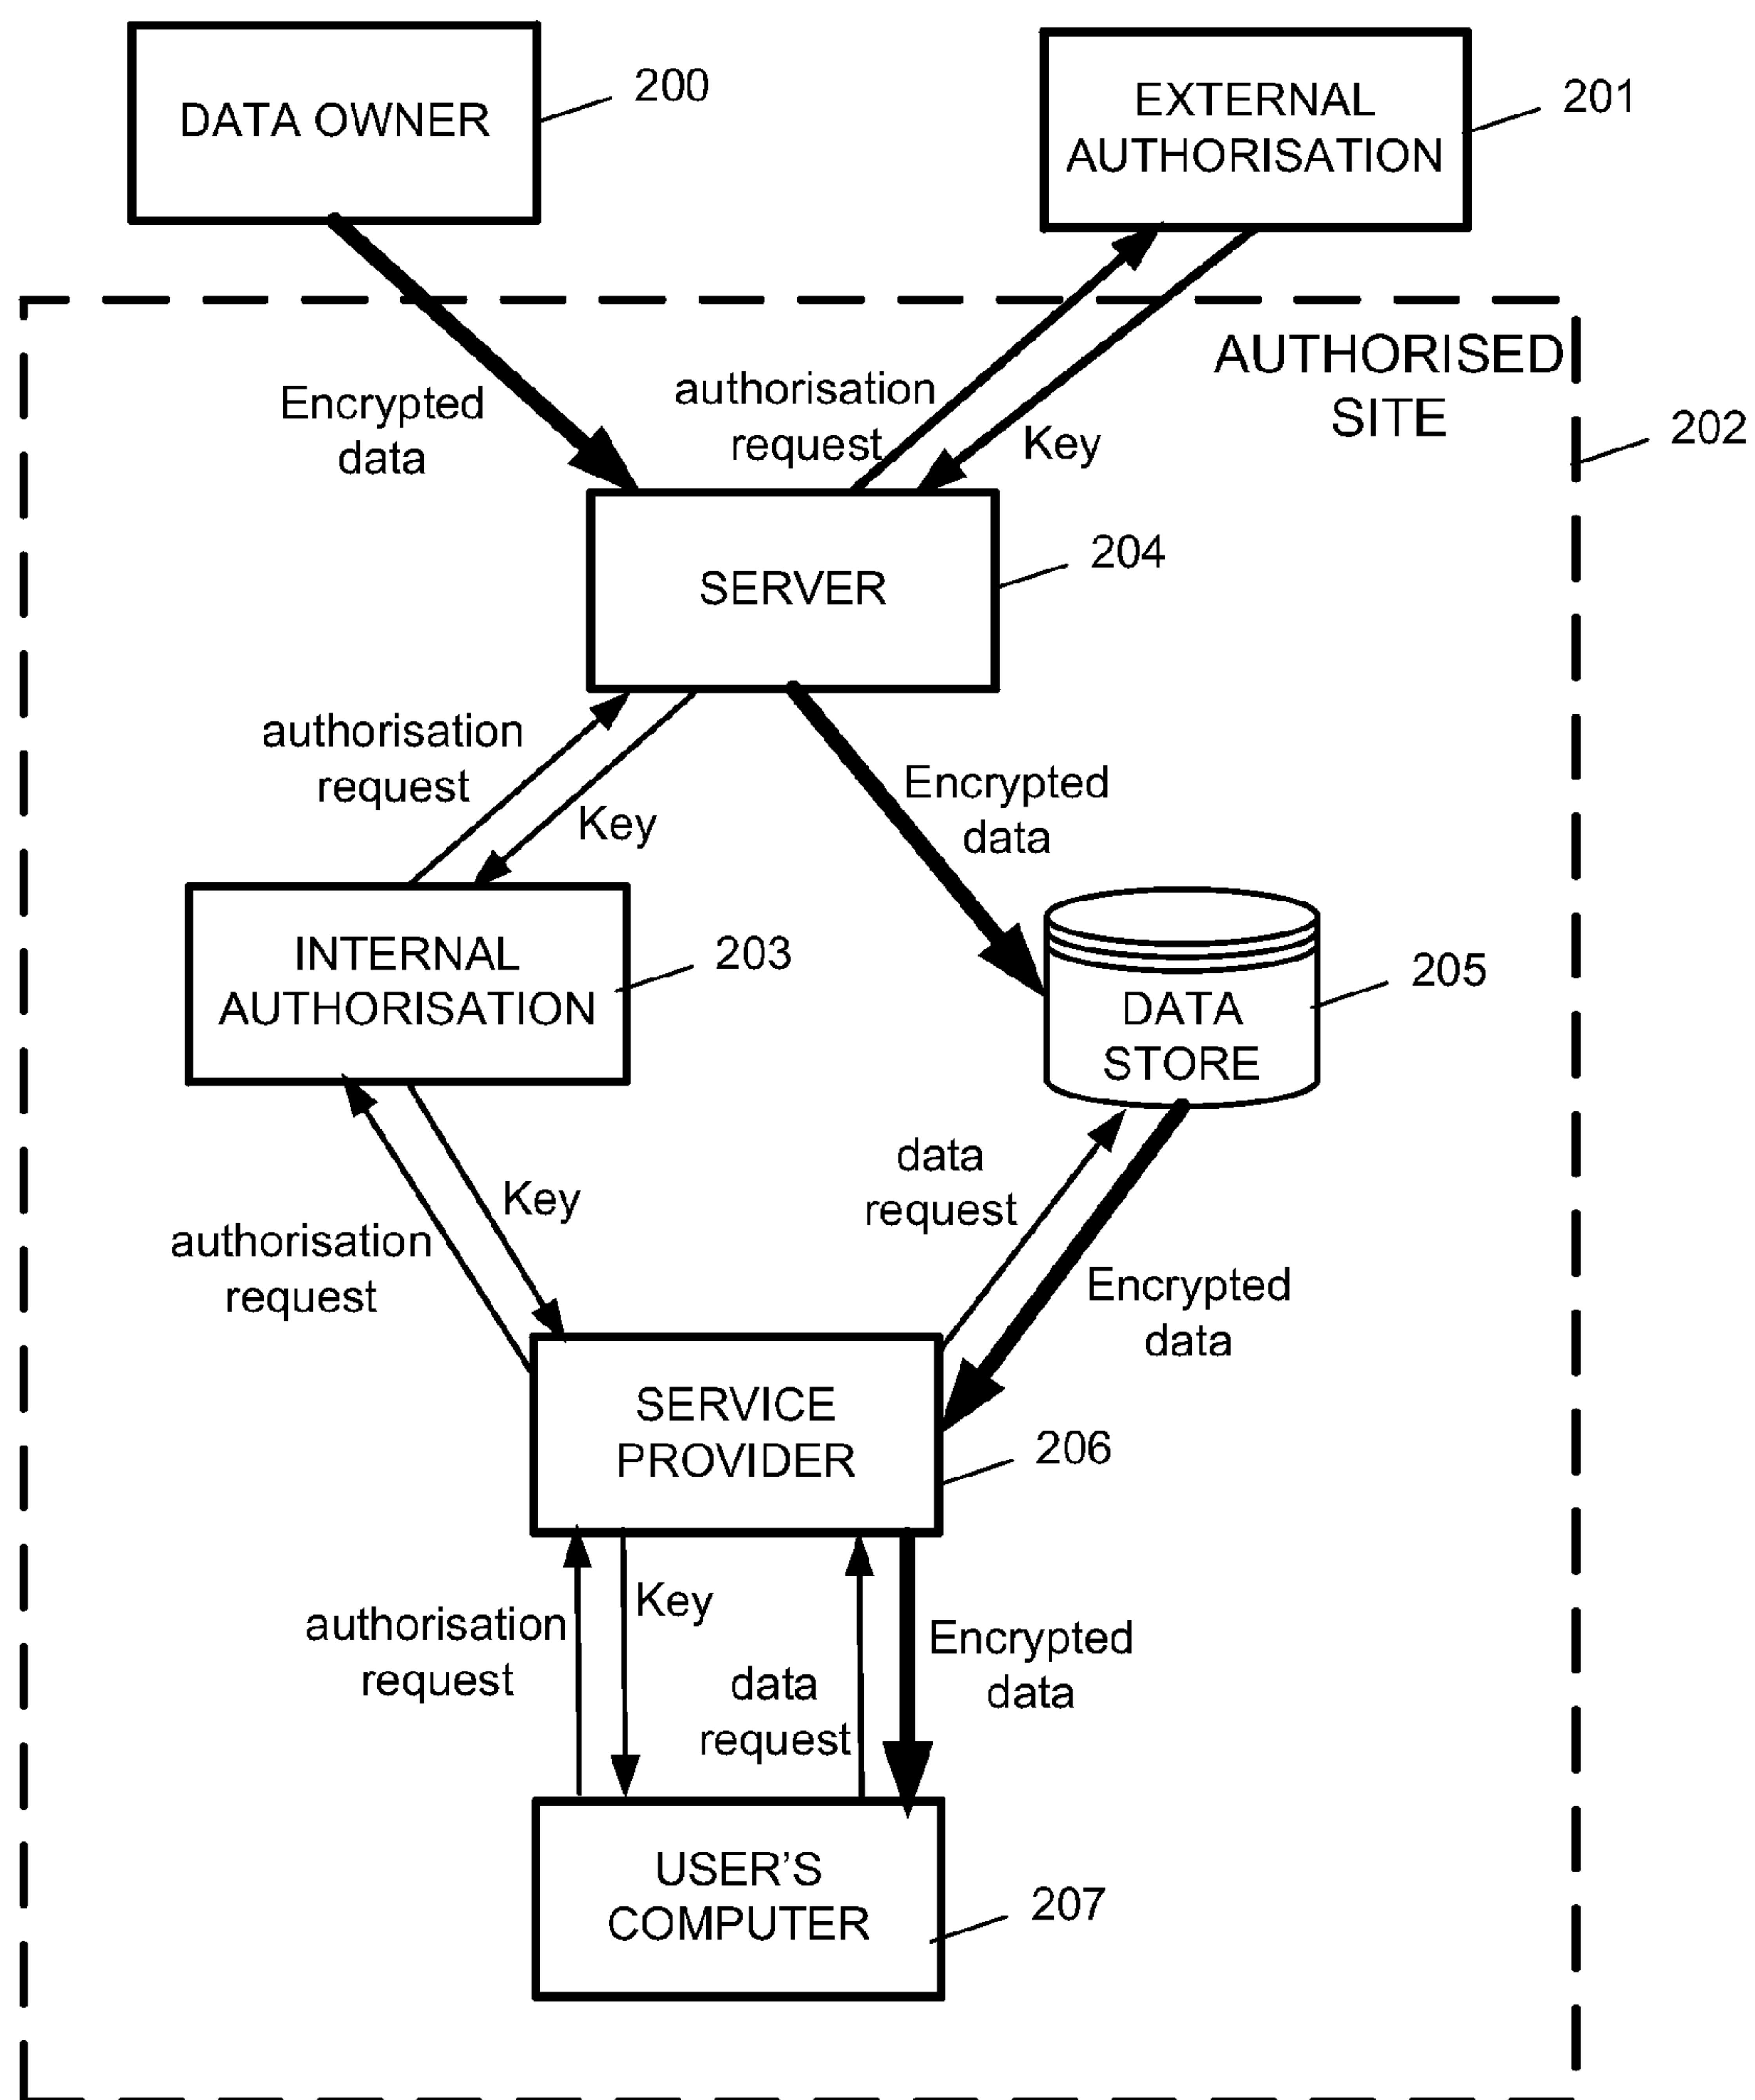 DATA OWNER
200
EXTERNAL
AUTHORISATION
201
AUTHORISED
SITE
202
Encrypted
data
authorisation
request
Key
SERVER
204
authorisation
request
Key
Encrypted
data
INTERNAL
AUTHORISATION
203
DATA
STORE
205
authorisation
request
Key
data
request
Encrypted
data
SERVICE
PROVIDER
206
authorisation
request
Key
data
request
Encrypted
data
USER'S
COMPUTER
207